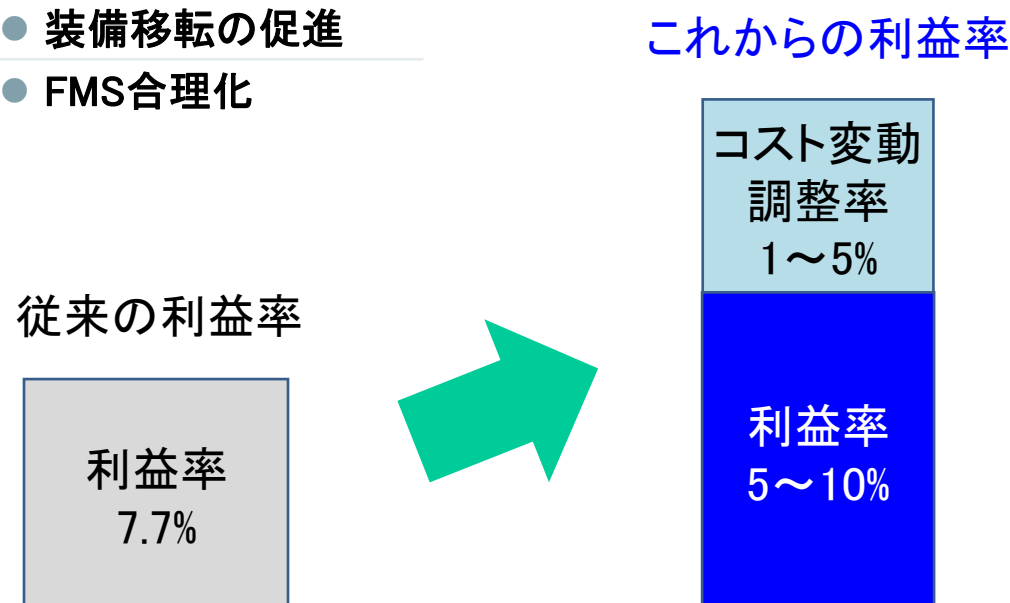 ● 装備移転の促進
● FMS合理化
これからの利益率
コスト変動
調整率
1～5%
従来の利益率
利益率
7.7%
利益率
5～10%